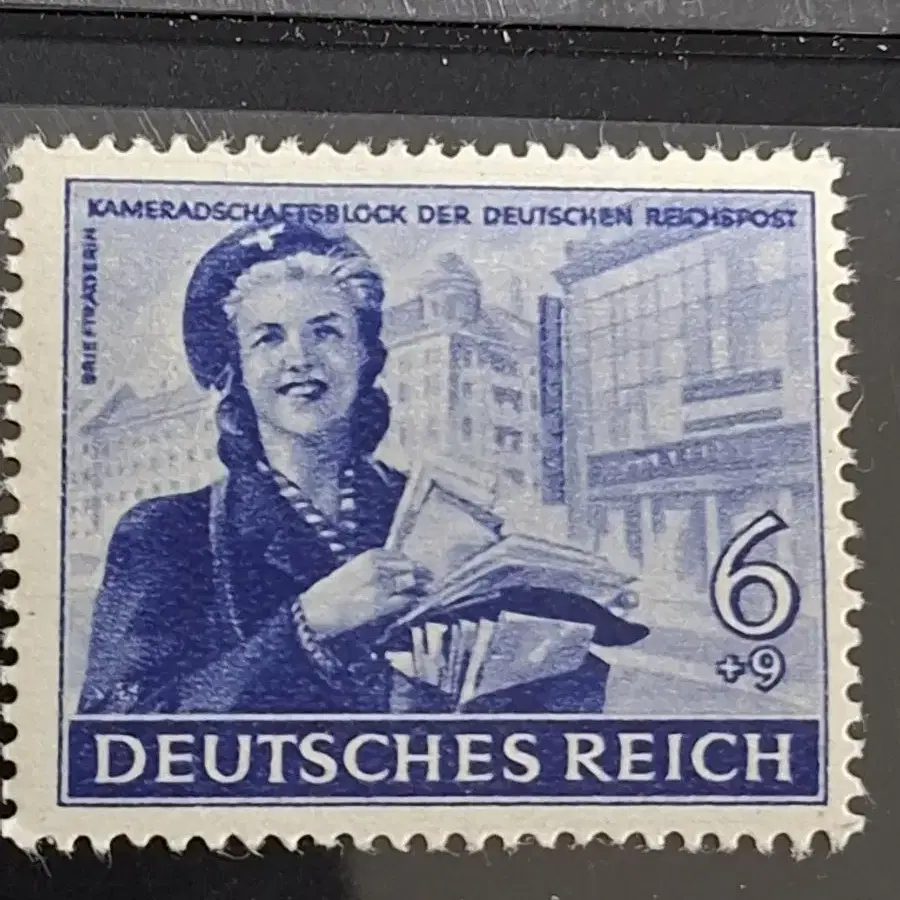 KAMERADSCHAFTSBLOCK DER DEUTSCHEN REICHSPOST
BRIEFTRÄGERIN
6
+9
DEUTSCHES REICH